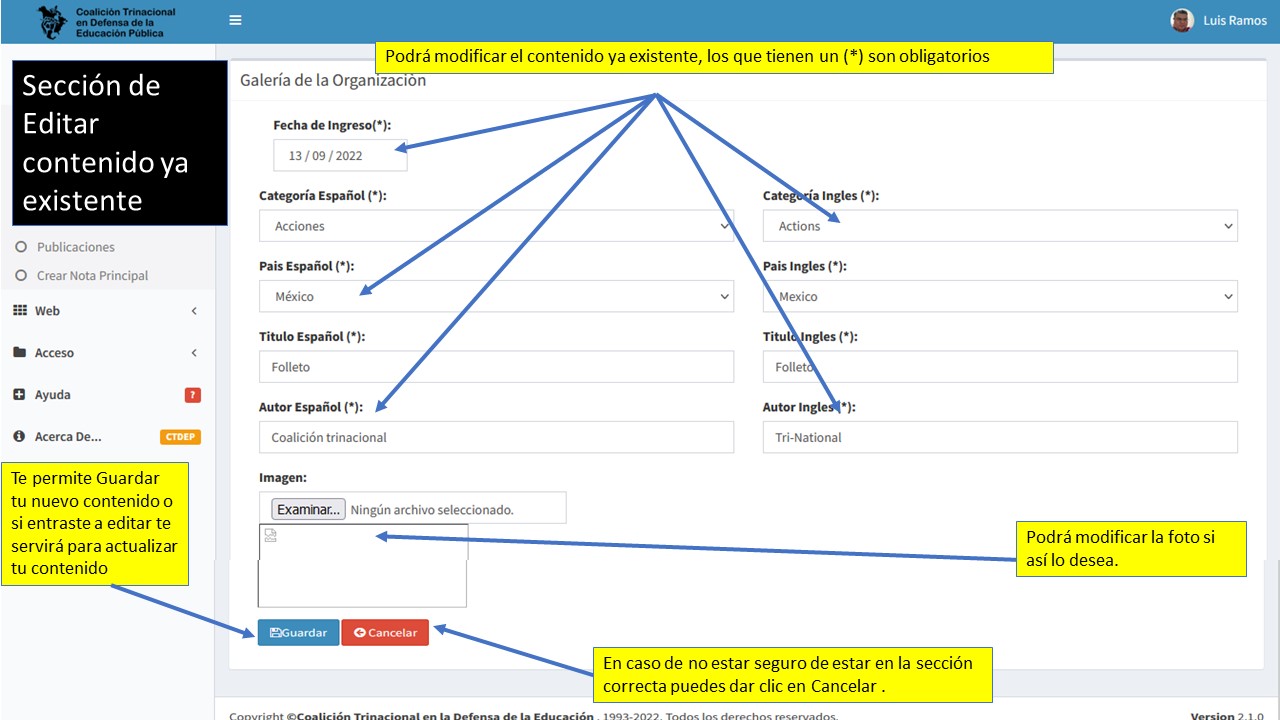 Coalición Trinacional
en Defensa de la
Educación Pública
Luis Ramos
Podrá modificar el contenido ya existente, los que tienen un (*) son obligatorios
Sección de
Editar
contenido ya
existente
Galería de la Organizaciòn
Fecha de Ingreso(*):
13 / 09 / 2022
Categoría Español (*):
Categoría Ingles (*):
Acciones
Actions
Publicaciones
Crear Nota Principal
Pais Español (*):
Pais Ingles (*):
México
Mexico
Web
Acceso
Titulo Español (*):
Titulo Ingles (*):
Folleto
Folleto
Ayuda
?
Acerca De...
CTDEP
Autor Español (*):
Autor Ingles (*):
Coalición trinacional
Tri-National
Te permite Guardar
tu nuevo contenido o
si entraste a editar te
servirá para actualizar
tu contenido
Imagen:
Examinar... Ningún archivo seleccionado.
Podrá modificar la foto si
así lo desea.
Guardar
Cancelar
En caso de no estar seguro de estar en la sección
correcta puedes dar clic en Cancelar .
Copyright ©Coalición Trinacional en la Defensa de la Educación , 1993-2022. Todos los derechos reservados.
Version 2.1.0